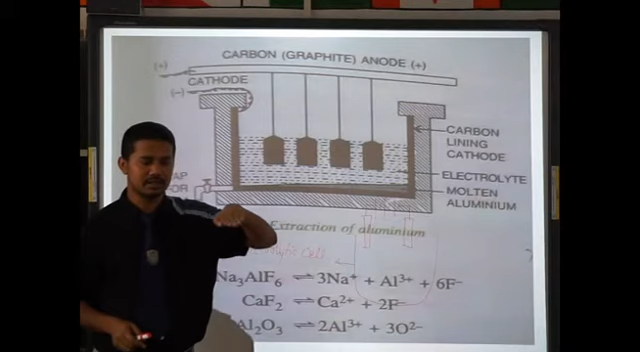 CARBON (GRAPHITE) ANODE (+)
(+)
CATHODE
(–)
CARBON
LINING
CATHODE
ELECTROLYTE
MOLTEN
ALUMINIUM
Extraction of aluminium
Cell
Na₃AlF₆ ⇌ 3Na⁺ + Al³⁺ + 6F⁻
CaF₂ ⇌ Ca²⁺ + 2F⁻
Al₂O₃ ⇌ 2Al³⁺ + 3O²⁻